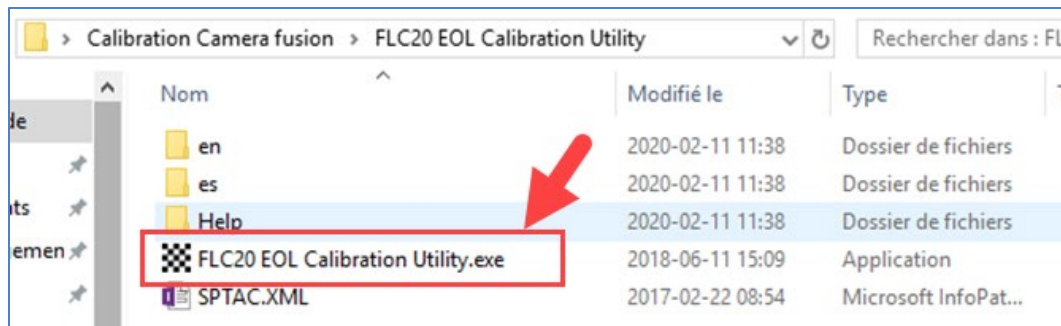 > Calibration Camera fusion > FLC20 EOL Calibration Utility Rechercher dans : FL
Nom Modifié le Type
de
en 2020-02-11 11:38 Dossier de fichiers
es 2020-02-11 11:38 Dossier de fichiers
nts
Help 2020-02-11 11:38 Dossier de fichiers
emen
FLC20 EOL Calibration Utility.exe 2018-06-11 15:09 Application
SPTAC.XML 2017-02-22 08:54 Microsoft InfoPat...